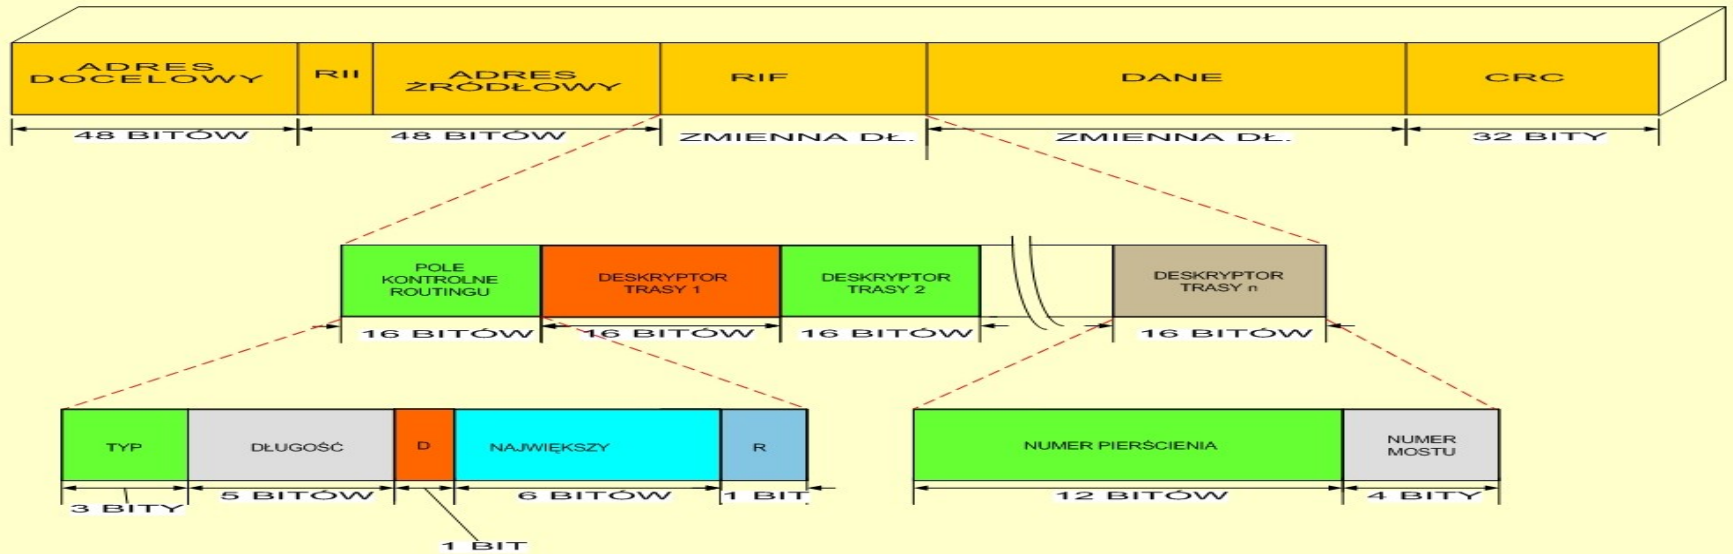 ADRES
DOCELOWY
RII
ADRES
ŻRÓDŁOWY
RIF
DANE
CRC
48 BITÓW
48 BITÓW
ZMIENNA DŁ.
ZMIENNA DŁ.
32 BITY
POLE
KONTROLNE
ROUTINGU
DESKRYPTOR
TRASY 1
DESKRYPTOR
TRASY 2
DESKRYPTOR
TRASY n
16 BITÓW
16 BITÓW
16 BITÓW
16 BITÓW
TYP
DŁUGOŚĆ
D
NAJWIĘKSZY
R
NUMER PIERŚCIENIA
NUMER
MOSTU
3 BITY
5 BITÓW
1 BIT
6 BITÓW
1 BIT
12 BITÓW
4 BITY